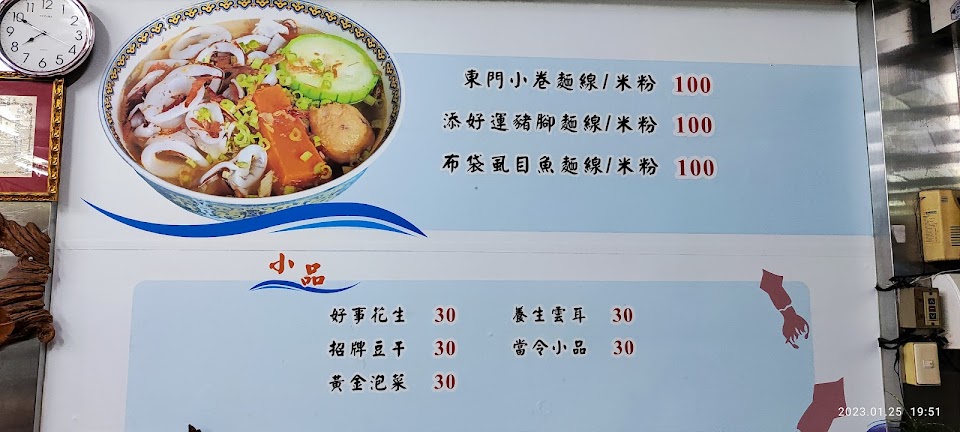 東門小卷麵線/米粉 100
添好運豬腳麵線/米粉 100
布袋虱目魚麵線/米粉 100
小品
好事花生 30 養生雲耳 30
招牌豆干 30 當令小品 30
黃金泡菜 30
2023.01.25 19:51